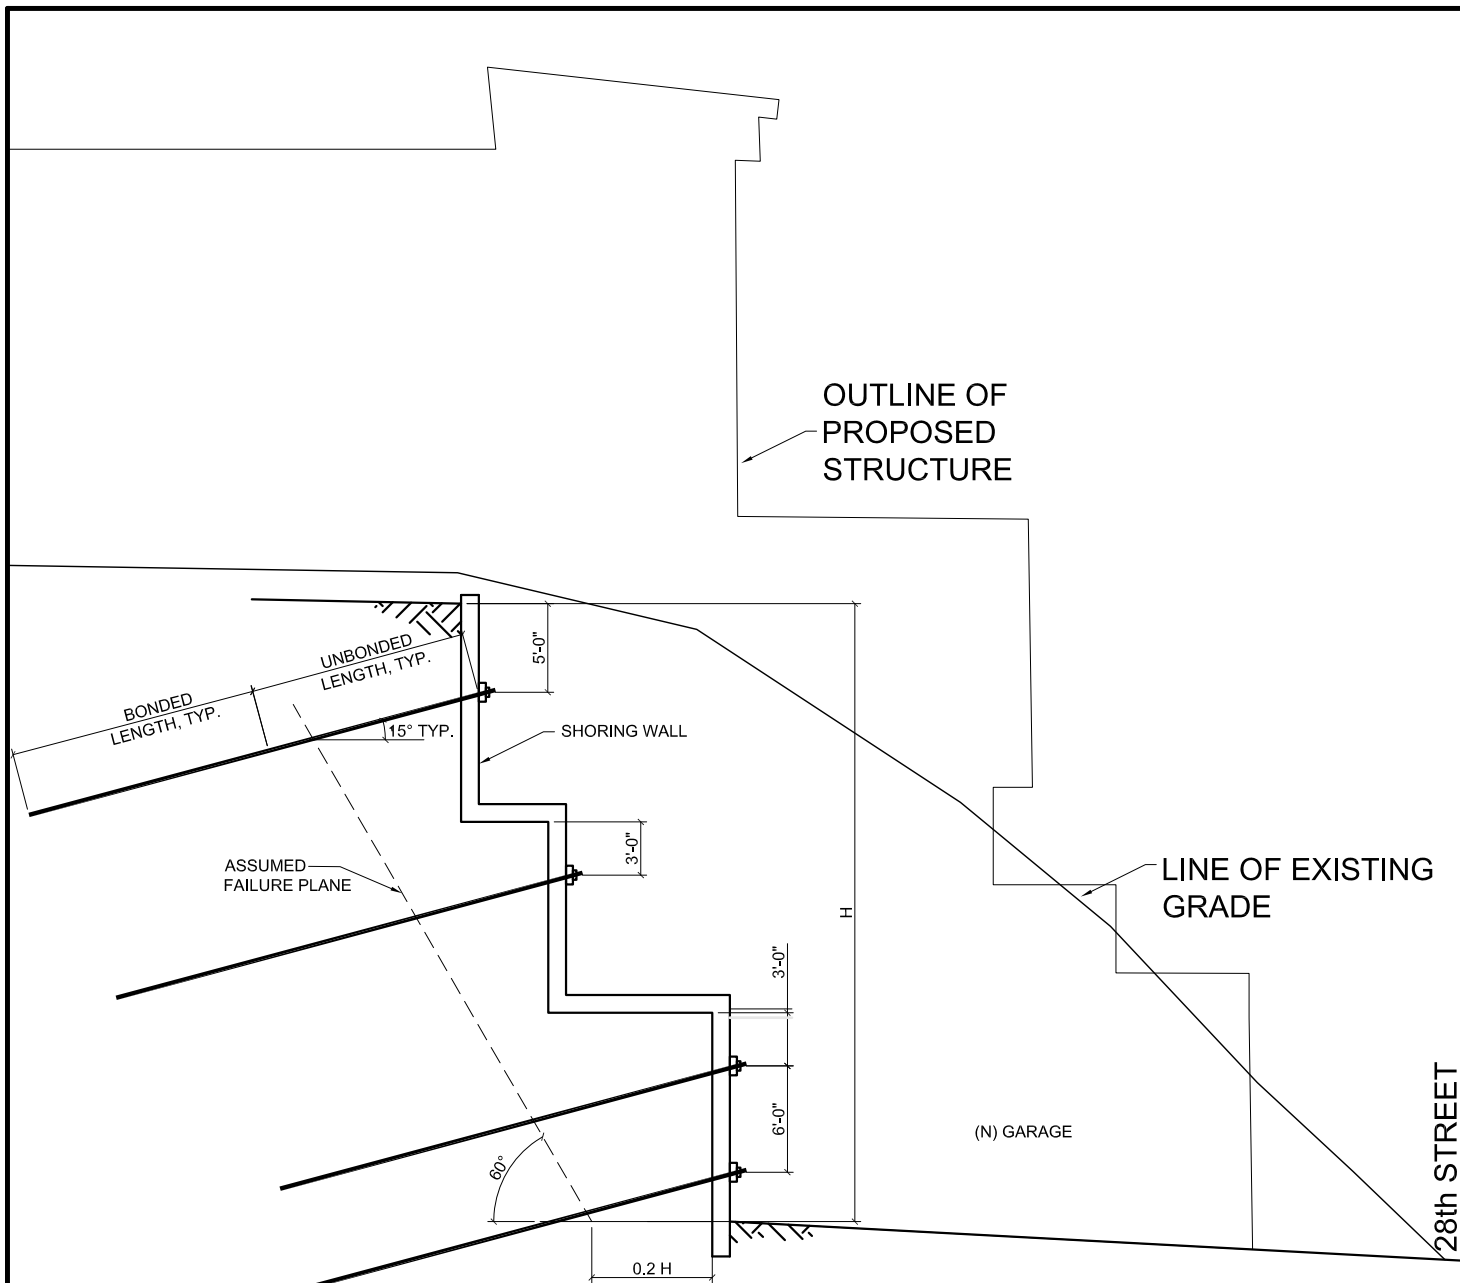 OUTLINE OF
PROPOSED
STRUCTURE
5'-0"
UNBONDED
LENGTH, TYP.
BONDED
LENGTH, TYP.
15° TYP.
SHORING WALL
3'-0"
ASSUMED
FAILURE PLANE
LINE OF EXISTING
GRADE
H
3'-0"
6'-0"
(N) GARAGE
60°
28th STREET
0.2 H